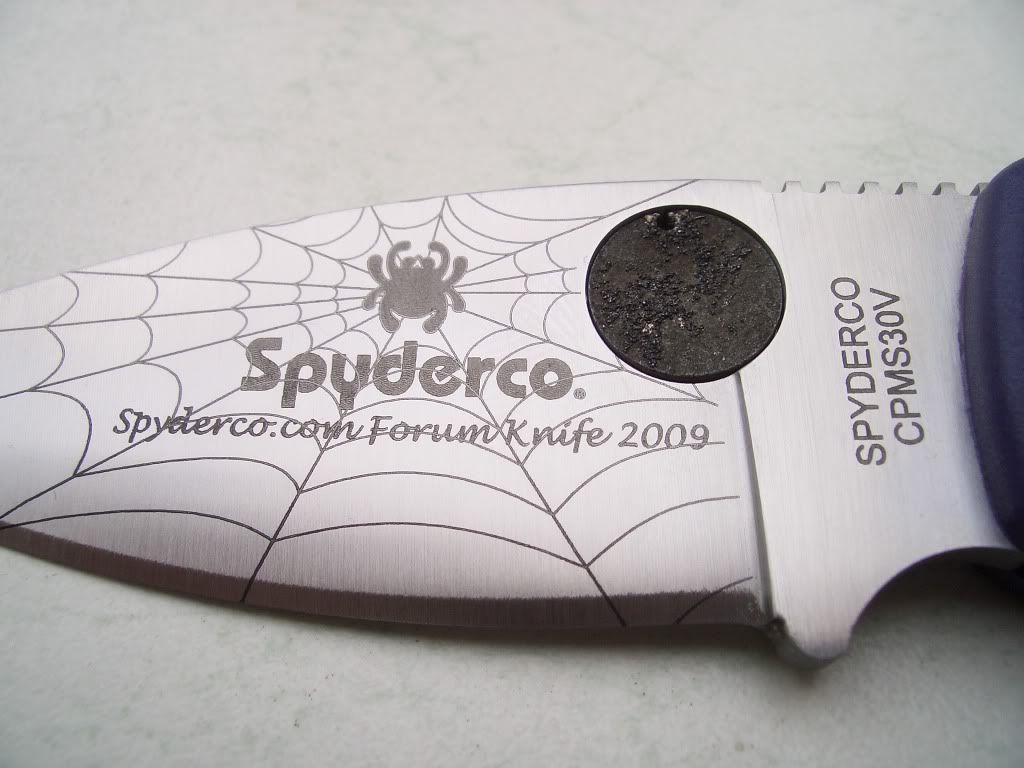 Spyderco®
Spyderco.com Forum Knife 2009
SPYDERCO
CPMS30V